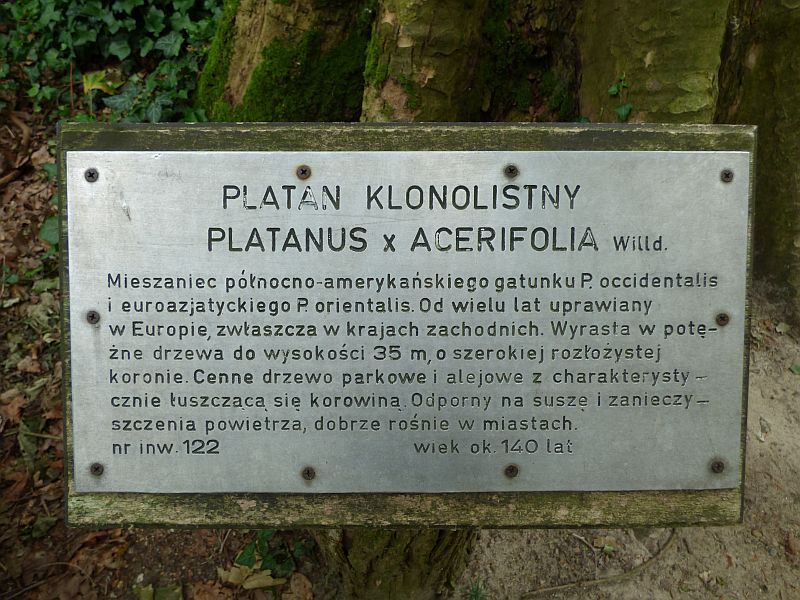 PLATAN KLONOLISTNY
PLATANUS x ACERIFOLIA Willd.
Mieszaniec północno-amerykańskiego gatunku P. occidentalis
i euroazjatyckiego P. orientalis. Od wielu lat uprawiany
w Europie, zwłaszcza w krajach zachodnich. Wyrasta w potę-
żne drzewa do wysokości 35 m, o szerokiej rozłożystej
koronie. Cenne drzewo parkowe i alejowe z charakterysty-
cznie łuszczącą się korowiną. Odporny na suszę i zanieczy-
szczenia powietrza, dobrze rośnie w miastach.
nr inw. 122 wiek ok. 140 lat